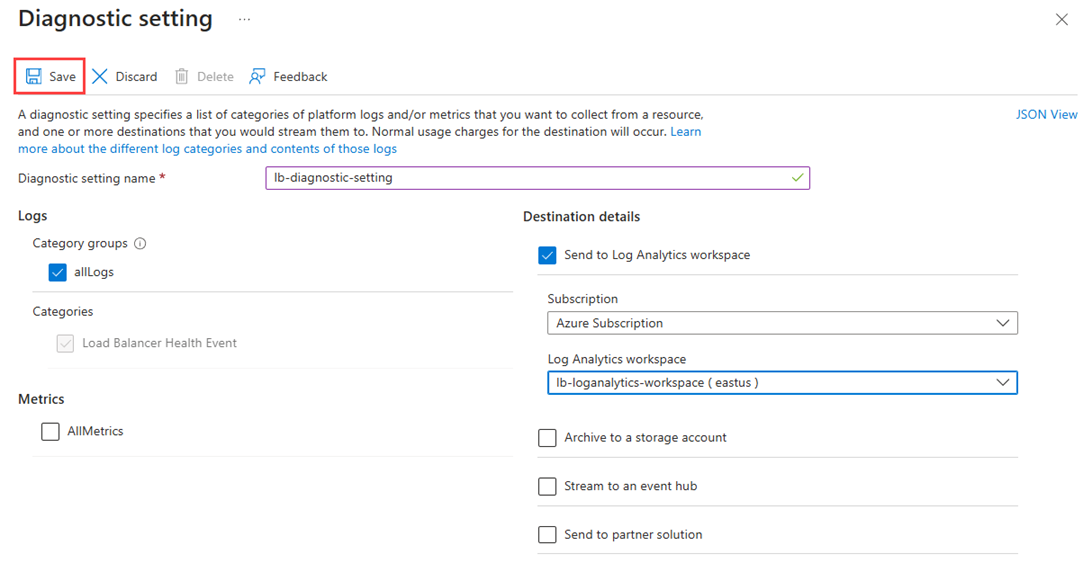 Diagnostic setting ...
Save Discard Delete Feedback
A diagnostic setting specifies a list of categories of platform logs and/or metrics that you want to collect from a resource,
and one or more destinations that you would stream them to. Normal usage charges for the destination will occur. Learn
more about the different log categories and contents of those logs
JSON View
Diagnostic setting name *
lb-diagnostic-setting
Logs
Category groups
allLogs
Categories
Load Balancer Health Event
Metrics
AllMetrics
Destination details
Send to Log Analytics workspace
Subscription
Azure Subscription
Log Analytics workspace
lb-loganalytics-workspace ( eastus )
Archive to a storage account
Stream to an event hub
Send to partner solution